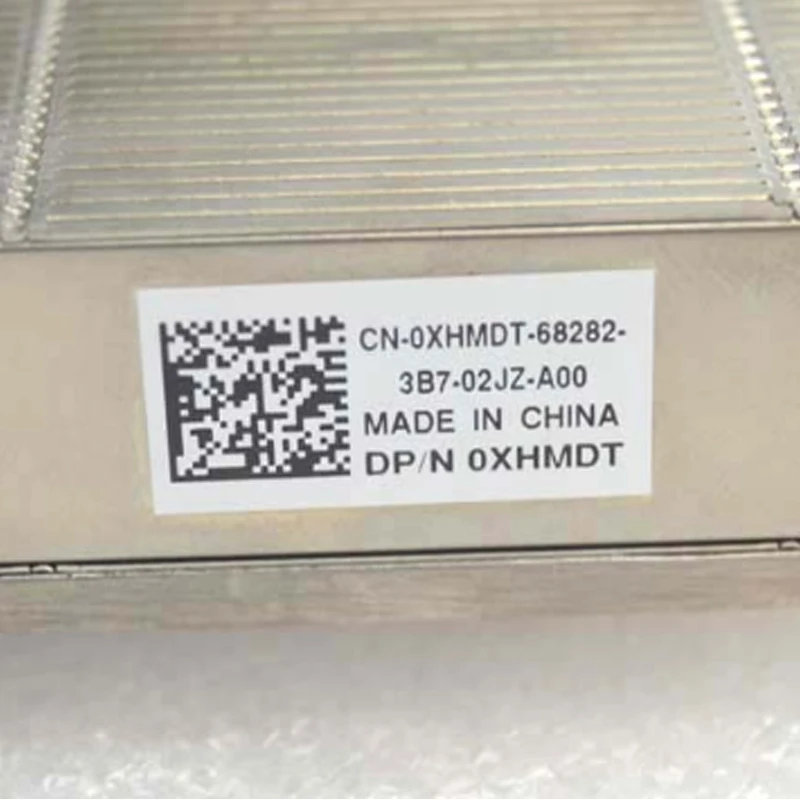 CN-0XHMDT-68282-
3B7-02JZ-A00
MADE IN CHINA
DP/N 0XHMDT